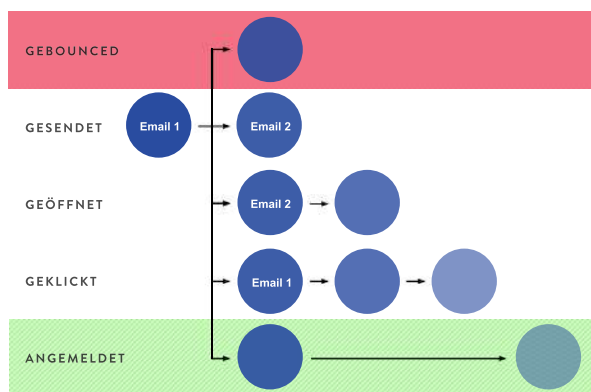 GEBOUNCED
GESENDET Email 1 Email 2
GEÖFFNET Email 2
GEKLICKT Email 1
ANGEMELDET